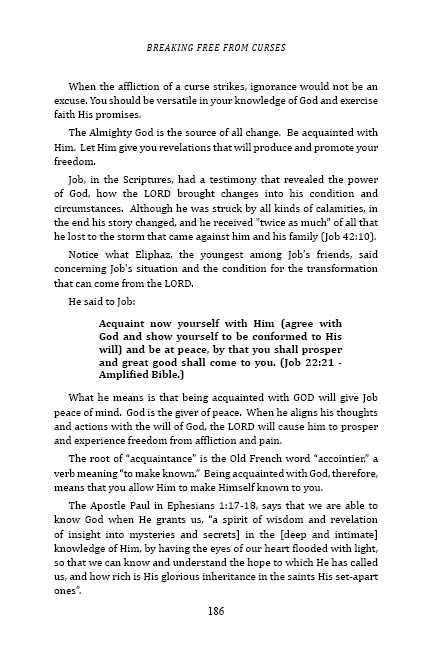 BREAKING FREE FROM CURSES
When the affliction of a curse strikes, ignorance would not be an
excuse. You should be versatile in your knowledge of God and exercise
faith His promises.
The Almighty God is the source of all change.  Be acquainted with
Him.  Let Him give you revelations that will produce and promote your
freedom.
Job, in the Scriptures, had a testimony that revealed the power
of God, how the LORD brought changes into his condition and
circumstances.  Although he was struck by all kinds of calamities, in
the end his story changed, and he received "twice as much" of all that
he lost to the storm that came against him and his family (Job 42:10).
Notice what Eliphaz, the youngest among Job's friends, said
concerning Job's situation and the condition for the transformation
that can come from the LORD.
He said to Job:
Acquaint now yourself with Him (agree with
God and show yourself to be conformed to His
will) and be at peace, by that you shall prosper
and great good shall come to you. (Job 22:21 -
Amplified Bible.)
What he means is that being acquainted with GOD will give Job
peace of mind.  God is the giver of peace.  When he aligns his thoughts
and actions with the will of God, the LORD will cause him to prosper
and experience freedom from affliction and pain.
The root of “acquaintance” is the Old French word “accointier,” a
verb meaning “to make known.”  Being acquainted with God, therefore,
means that you allow Him to make Himself known to you.
The Apostle Paul in Ephesians 1:17-18, says that we are able to
know God when He grants us, “a spirit of wisdom and revelation
of insight into mysteries and secrets] in the [deep and intimate]
knowledge of Him, by having the eyes of our heart flooded with light,
so that we can know and understand the hope to which He has called
us, and how rich is His glorious inheritance in the saints His set-apart
ones”.
186